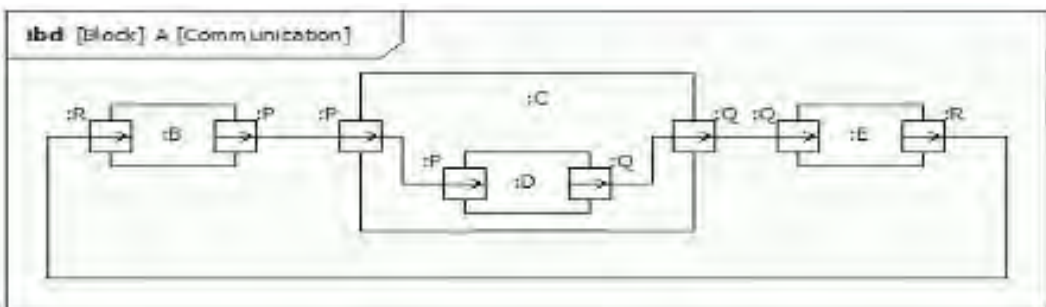 ibd [Block] A [Communication]
:C
:R :P :P :Q :Q :R
:B :E
:P :Q
:D